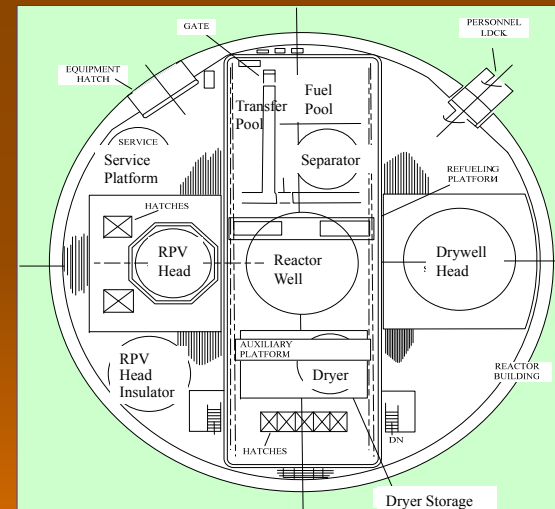 GATE
PERSONNEL
LOCK
EQUIPMENT
HATCH
Fuel
Pool
Transfer
Pool
SERVICE
Service
Platform
Separator
REFUELING
PLATFORM
HATCHES
RPV
Head
Reactor
Well
Drywell
Head
AUXILIARY
PLATFORM
RPV
Head
Insulator
Dryer
REACTOR
BUILDING
HATCHES
DN
Dryer Storage